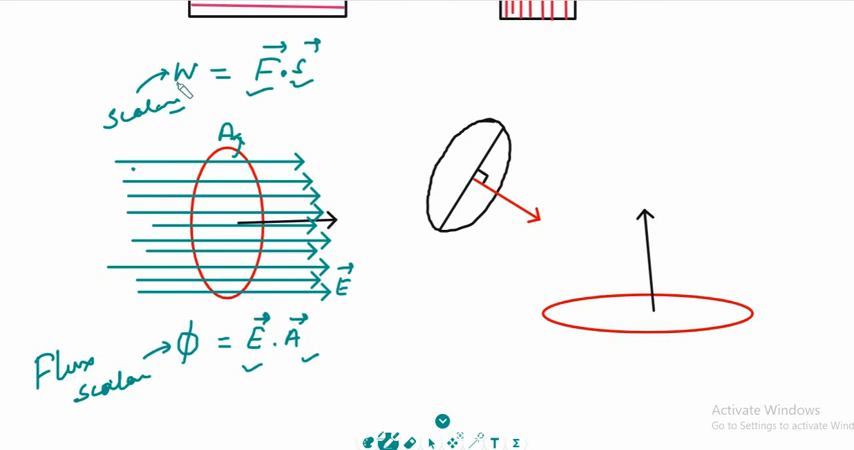 W = F⃗ . s⃗
Scalar
A
E⃗
Flux
scalar
ϕ = E⃗ . A⃗
T Σ
Activate Windows
Go to Settings to activate Wind